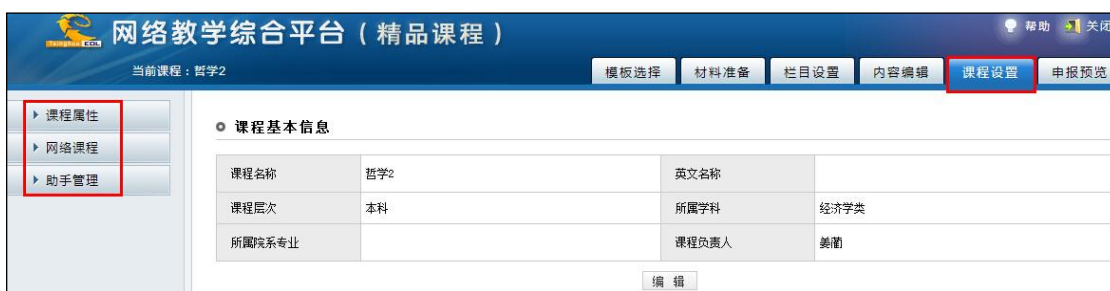 Tsinghua EOL
网络教学综合平台（精品课程）
帮助 关闭
当前课程：哲学2
模板选择 材料准备 栏目设置 内容编辑 课程设置 申报预览
课程属性
网络课程
助手管理
课程基本信息
课程名称 哲学2 英文名称
课程层次 本科 所属学科 经济学类
所属院系专业 课程负责人 姜蔺
编 辑